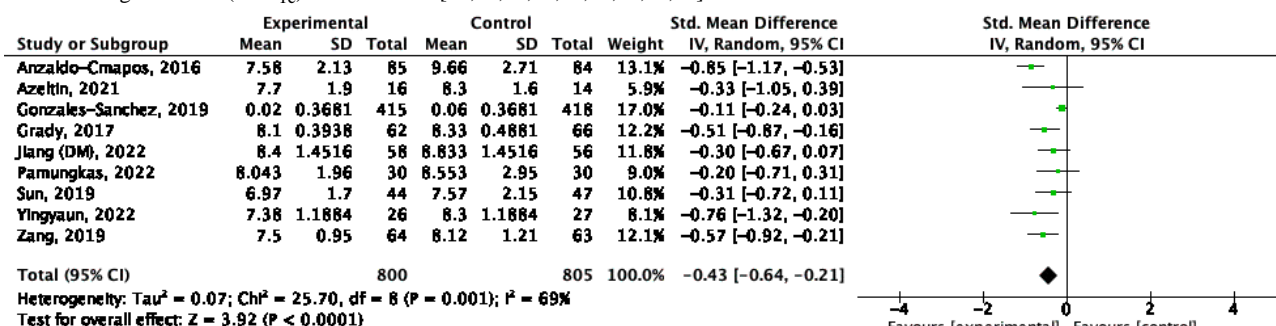 Experimental Control Std. Mean Difference Std. Mean Difference
Study or Subgroup Mean SD Total Mean SD Total Weight IV, Random, 95% CI IV, Random, 95% CI
Anzaldo-Cmapos, 2016 7.58 2.13 85 9.66 2.71 84 13.1% -0.85 [-1.17, -0.53]
Azeltin, 2021 7.7 1.9 16 8.3 1.6 14 5.9% -0.33 [-1.05, 0.39]
Gonzales-Sanchez, 2019 0.02 0.3681 415 0.06 0.3681 418 17.0% -0.11 [-0.24, 0.03]
Grady, 2017 8.1 0.3938 62 8.33 0.4881 66 12.2% -0.51 [-0.87, -0.16]
Jiang (DM), 2022 8.4 1.4516 58 8.833 1.4516 56 11.8% -0.30 [-0.67, 0.07]
Pamungkas, 2022 8.043 1.96 30 8.553 2.95 30 9.0% -0.20 [-0.71, 0.31]
Sun, 2019 6.97 1.7 44 7.57 2.15 47 10.8% -0.31 [-0.72, 0.11]
Yingyaun, 2022 7.38 1.1884 26 8.3 1.1884 27 8.1% -0.76 [-1.32, -0.20]
Zang, 2019 7.5 0.95 64 8.12 1.21 63 12.1% -0.57 [-0.92, -0.21]
Total (95% CI) 800 805 100.0% -0.43 [-0.64, -0.21]
Heterogeneity: Tau² = 0.07; Chi² = 25.70, df = 8 (P = 0.001); I² = 69%
Test for overall effect: Z = 3.92 (P < 0.0001)
-4 -2 0 2 4
Favours [experimental] Favours [control]